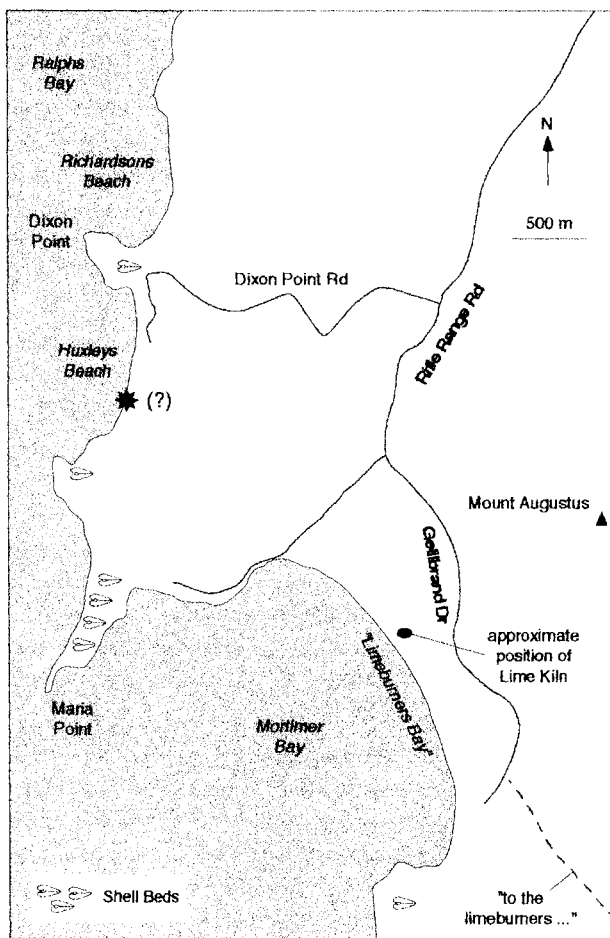 Ralphs
Bay
Richardsons
Beach
N
500 m
Dixon
Point
Dixon Point Rd
Rifle Range Rd
Huxleys
Beach
(?)
Mount Augustus
Gellibrand Dr
approximate
position of
Lime Kiln
"Limeburners Bay"
Maria
Point
Mortimer
Bay
Shell Beds
"to the
limeburners ..."